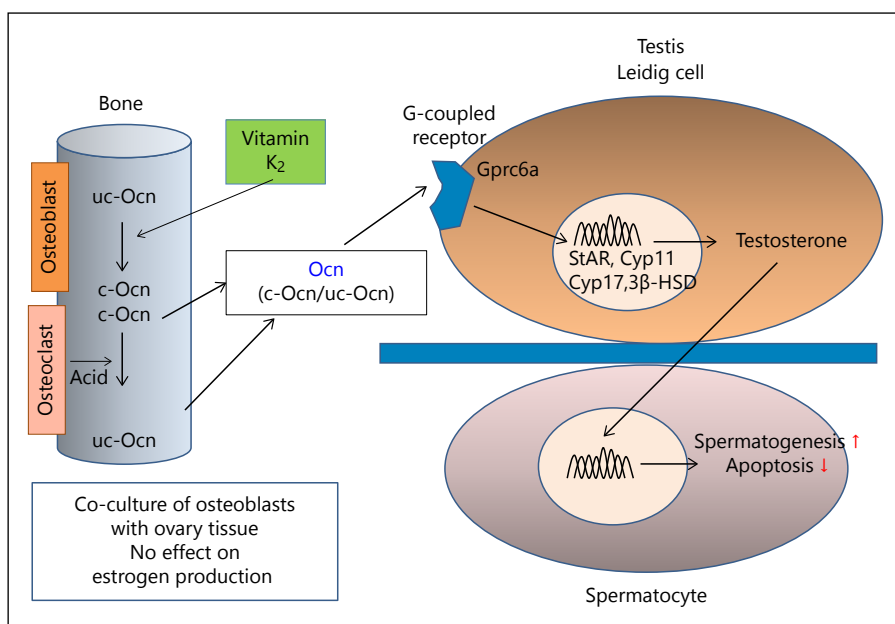 Bone
Osteoblast
uc-Ocn
c-Ocn
c-Ocn
Osteoclast
Acid
uc-Ocn
Vitamin
K₂
Ocn
(c-Ocn/uc-Ocn)
Co-culture of osteoblasts
with ovary tissue
No effect on
estrogen production
Testis
Leidig cell
G-coupled
receptor
Gprc6a
StAR, Cyp11
Cyp17,3β-HSD
Testosterone
Spermatogenesis ↑
Apoptosis ↓
Spermatocyte